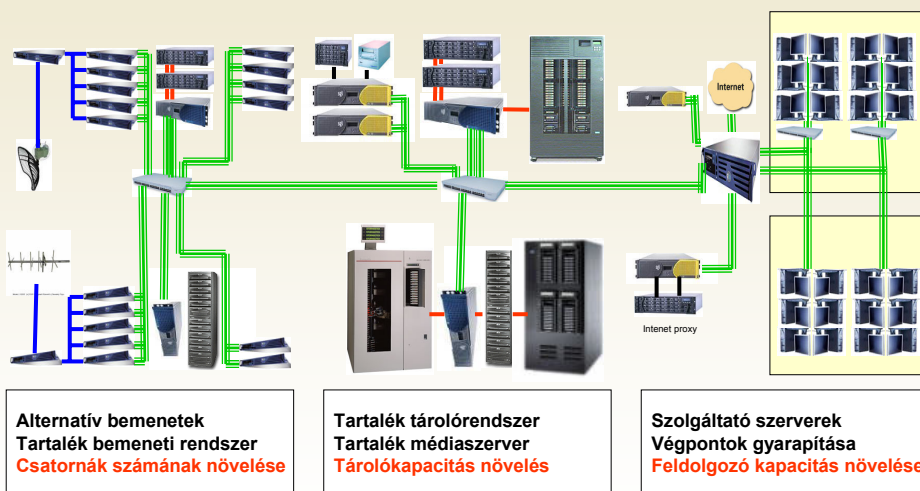 Internet
Intenet proxy
Alternatív bemenetek
Tartalék bemeneti rendszer
Csatornák számának növelése
Tartalék tárolórendszer
Tartalék médiaszerver
Tárolókapacitás növelés
Szolgáltató szerverek
Végpontok gyarapítása
Feldolgozó kapacitás növelése